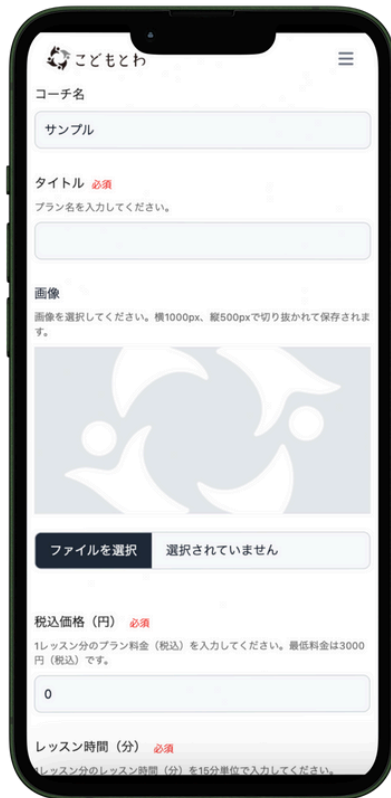 こどもとわ
コーチ名
サンプル
タイトル 必須
プラン名を入力してください。
画像
画像を選択してください。横1000px、縦500pxで切り抜かれて保存されま
す。
ファイルを選択 選択されていません
税込価格（円） 必須
1レッスン分のプラン料金（税込）を入力してください。最低料金は3000
円（税込）です。
0
レッスン時間（分） 必須
1レッスン分のレッスン時間（分）を15分単位で入力してください。